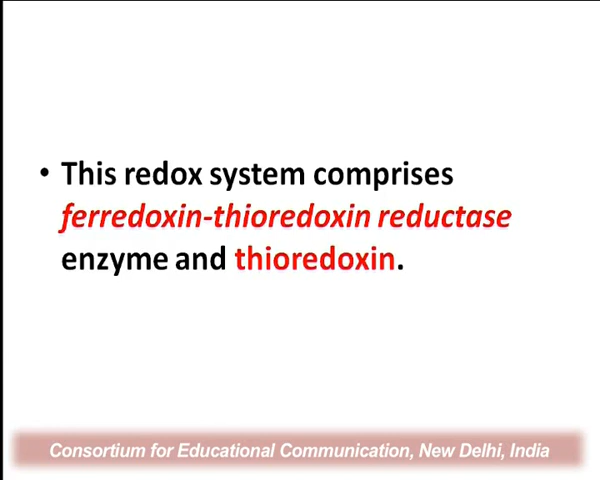 • This redox system comprises
ferredoxin-thioredoxin reductase
enzyme and thioredoxin.
Consortium for Educational Communication, New Delhi, India